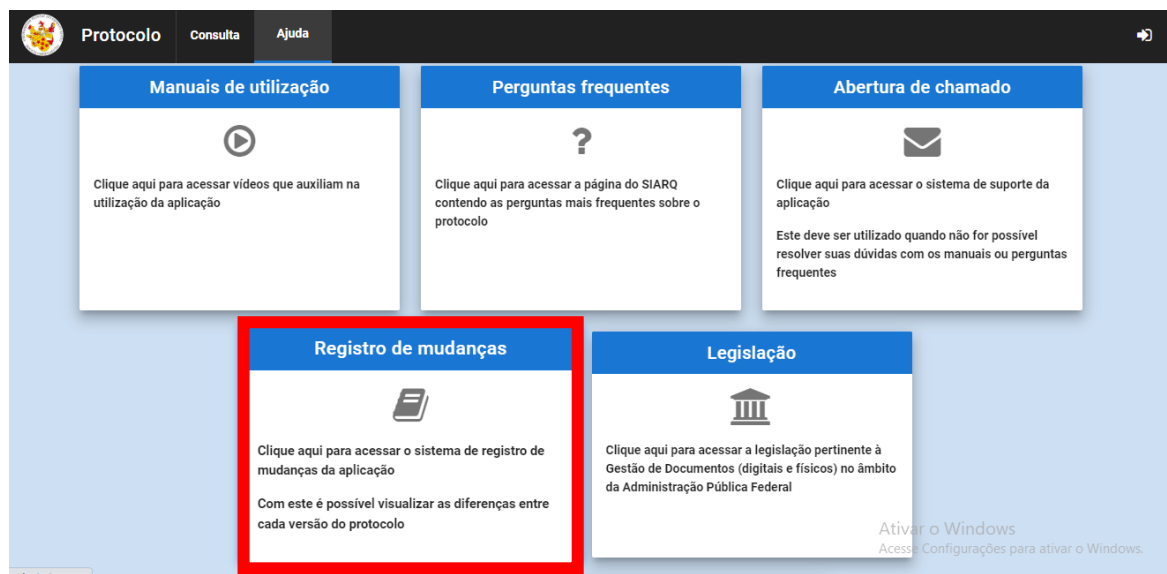 Protocolo Consulta Ajuda
Manuais de utilização
Clique aqui para acessar vídeos que auxiliam na
utilização da aplicação
Perguntas frequentes
?
Clique aqui para acessar a página do SIARQ
contendo as perguntas mais frequentes sobre o
protocolo
Abertura de chamado
Clique aqui para acessar o sistema de suporte da
aplicação
Este deve ser utilizado quando não for possível
resolver suas dúvidas com os manuais ou perguntas
frequentes
Registro de mudanças
Clique aqui para acessar o sistema de registro de
mudanças da aplicação
Com este é possível visualizar as diferenças entre
cada versão do protocolo
Legislação
Clique aqui para acessar a legislação pertinente à
Gestão de Documentos (digitais e físicos) no âmbito
da Administração Pública Federal
Ativar o Windows
Acesse Configurações para ativar o Windows.